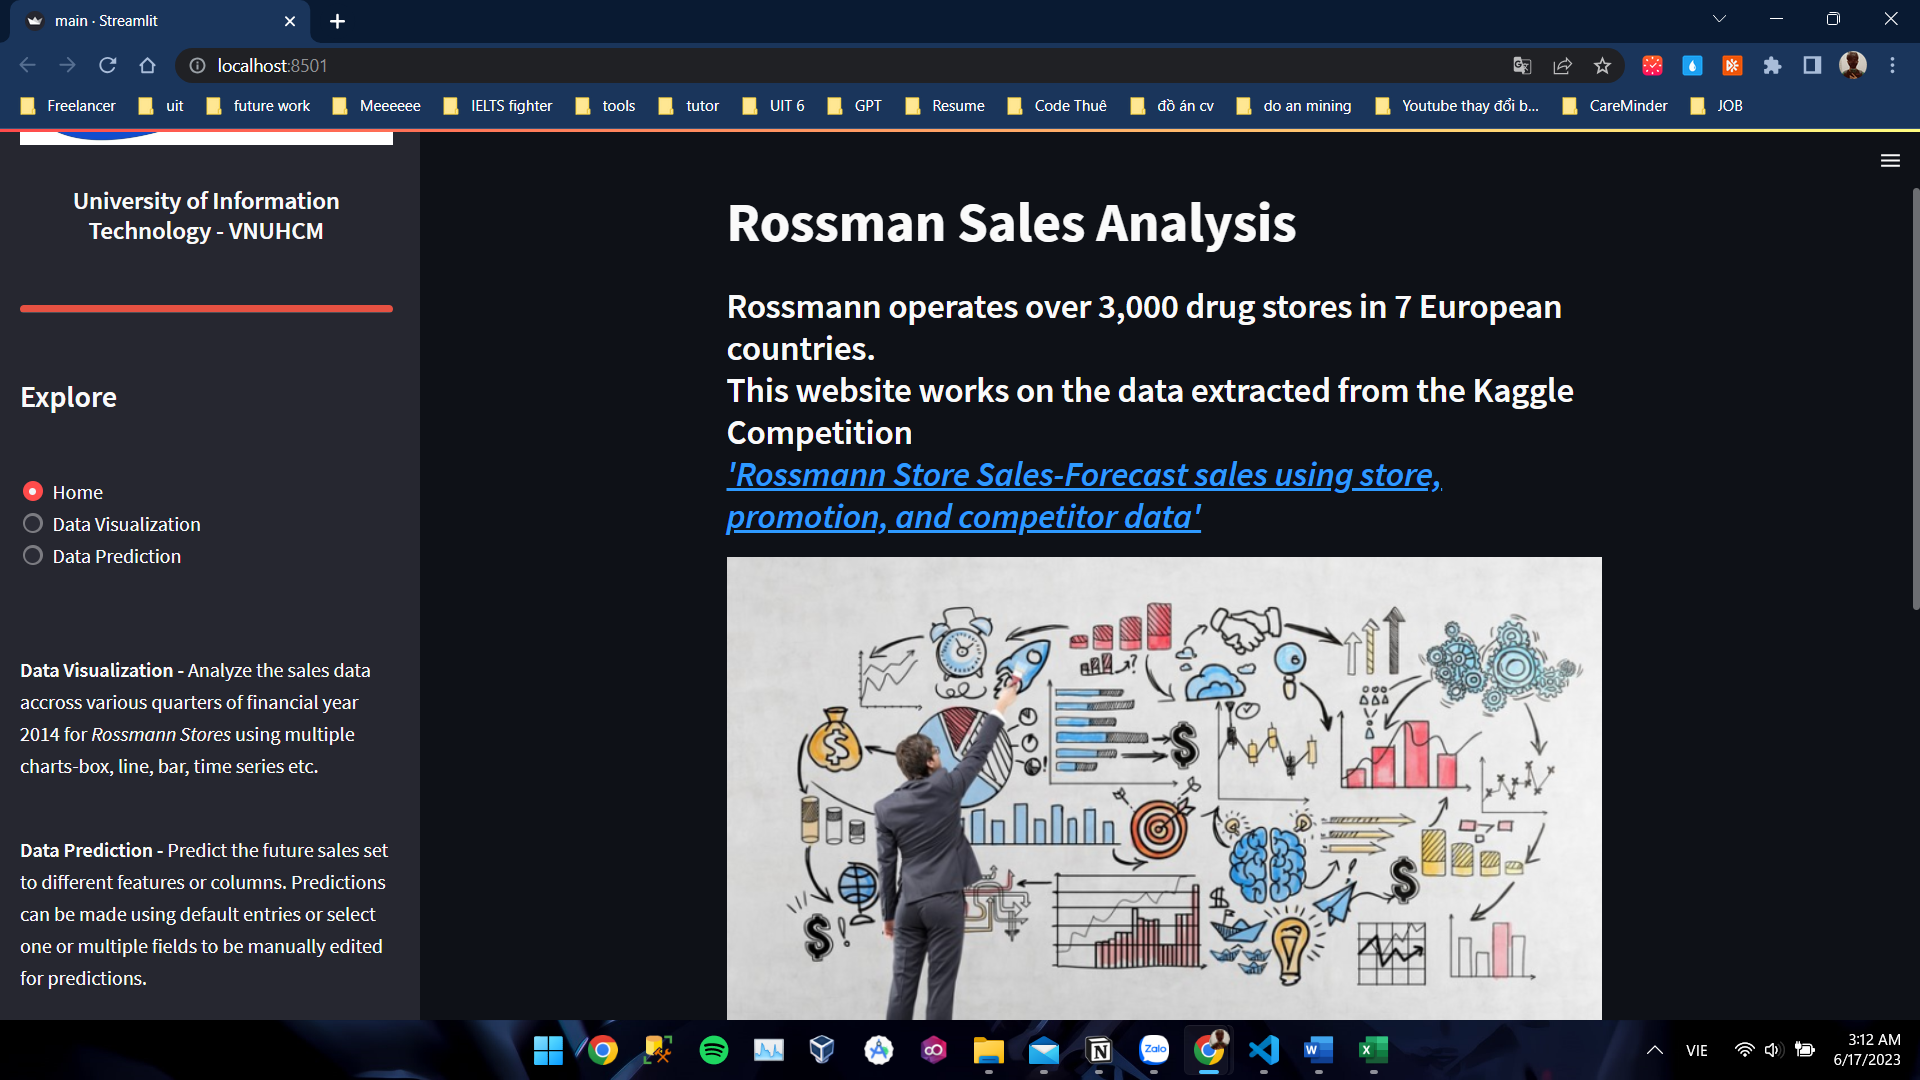 main · Streamlit
localhost:8501
Freelancer
uit
future work
Meeeeee
IELTS fighter
tools
tutor
UIT 6
GPT
Resume
Code Thuê
đồ án cv
do an mining
Youtube thay đổi b...
CareMinder
JOB
University of Information
Technology - VNUHCM
Explore
Home
Data Visualization
Data Prediction
Data Visualization - Analyze the sales data
accross various quarters of financial year
2014 for Rossmann Stores using multiple
charts-box, line, bar, time series etc.
Data Prediction - Predict the future sales set
to different features or columns. Predictions
can be made using default entries or select
one or multiple fields to be manually edited
for predictions.
Rossman Sales Analysis
Rossmann operates over 3,000 drug stores in 7 European
countries.
This website works on the data extracted from the Kaggle
Competition
'Rossmann Store Sales-Forecast sales using store,
promotion, and competitor data'
Zalo
VIE
3:12 AM
6/17/2023